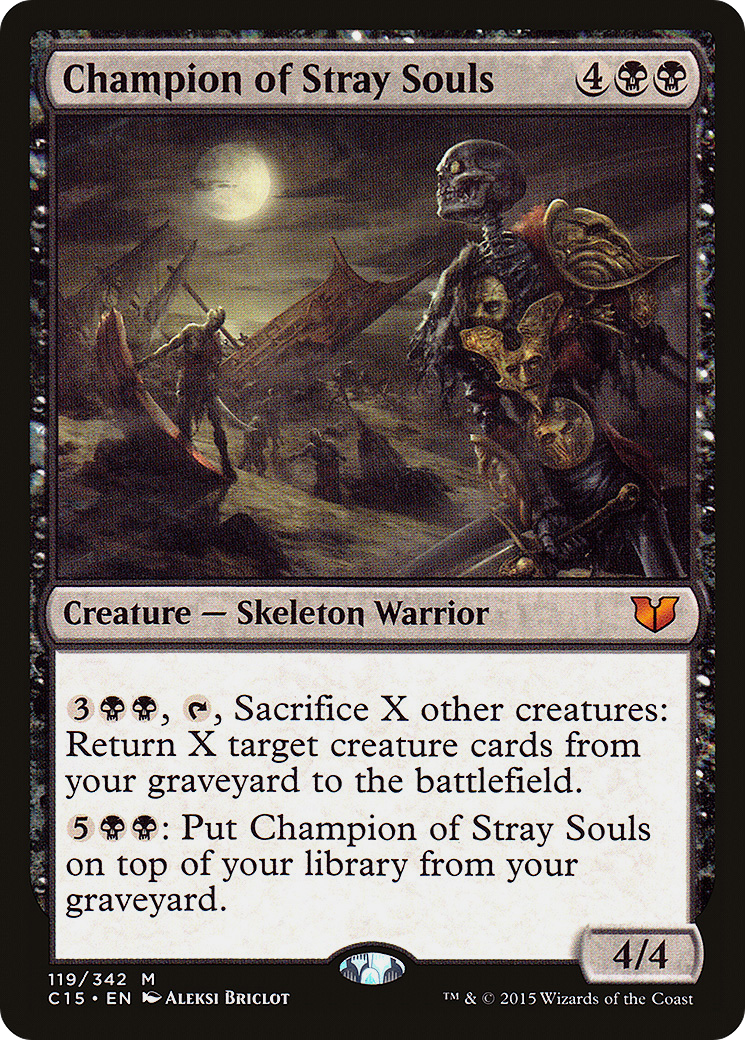 Champion of Stray Souls 4
Creature — Skeleton Warrior
3, , Sacrifice X other creatures:
Return X target creature cards from
your graveyard to the battlefield.
5: Put Champion of Stray Souls
on top of your library from your
graveyard.
4/4
119/342 M
C15 • EN Aleksi Briclot
™ & © 2015 Wizards of the Coast